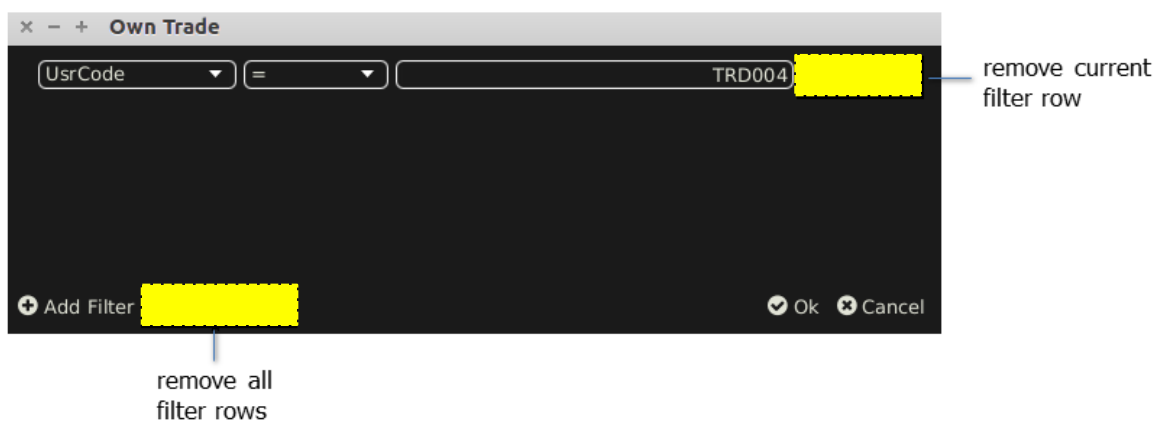 × − + Own Trade
UsrCode = TRD004
remove current
filter row
Add Filter Ok Cancel
remove all
filter rows